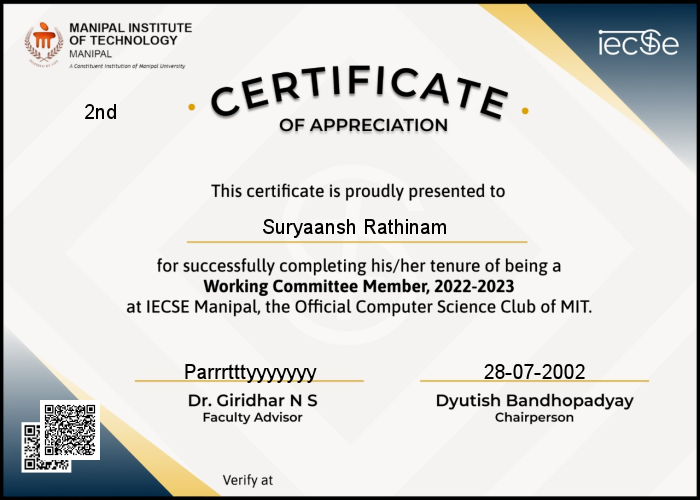 MANIPAL INSTITUTE
OF TECHNOLOGY
MANIPAL
A Constituent Institution of Manipal University
iecse
2nd
CERTIFICATE
OF APPRECIATION
This certificate is proudly presented to
Suryaansh Rathinam
for successfully completing his/her tenure of being a
Working Committee Member, 2022-2023
at IECSE Manipal, the Official Computer Science Club of MIT.
Parrrtttyyyyyyy
28-07-2002
Dr. Giridhar N S
Dyutish Bandhopadyay
Faculty Advisor
Chairperson
Verify at